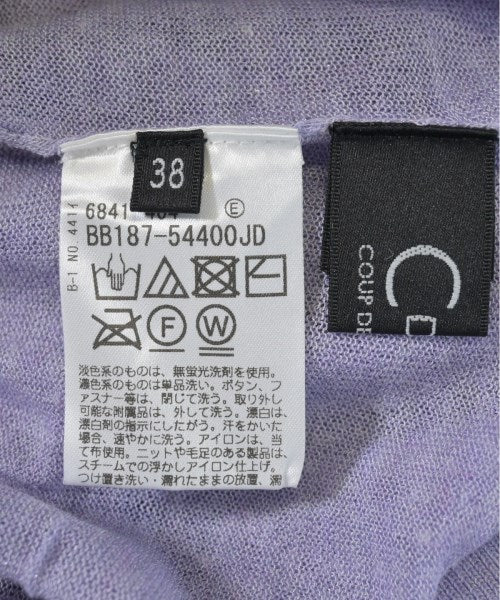 38
6841
E
BB187-54400JD
B-1 NO. 4411
F
W
淡色系のものは、無蛍光洗剤を使用。
濃色系のものは単品洗い。ボタン、フ
ァスナー等は、閉じて洗う。取り外し
可能な附属品は、外して洗う。漂白は、
漂白剤の指示にしたがう。汗をかいた
場合、速やかに洗う。アイロンは、当
て布使用。ニットや毛足のある製品は、
スチームでの浮かしアイロン仕上げ。
つけ置き洗い・濡れたままの放置、濡
C
COUP DE